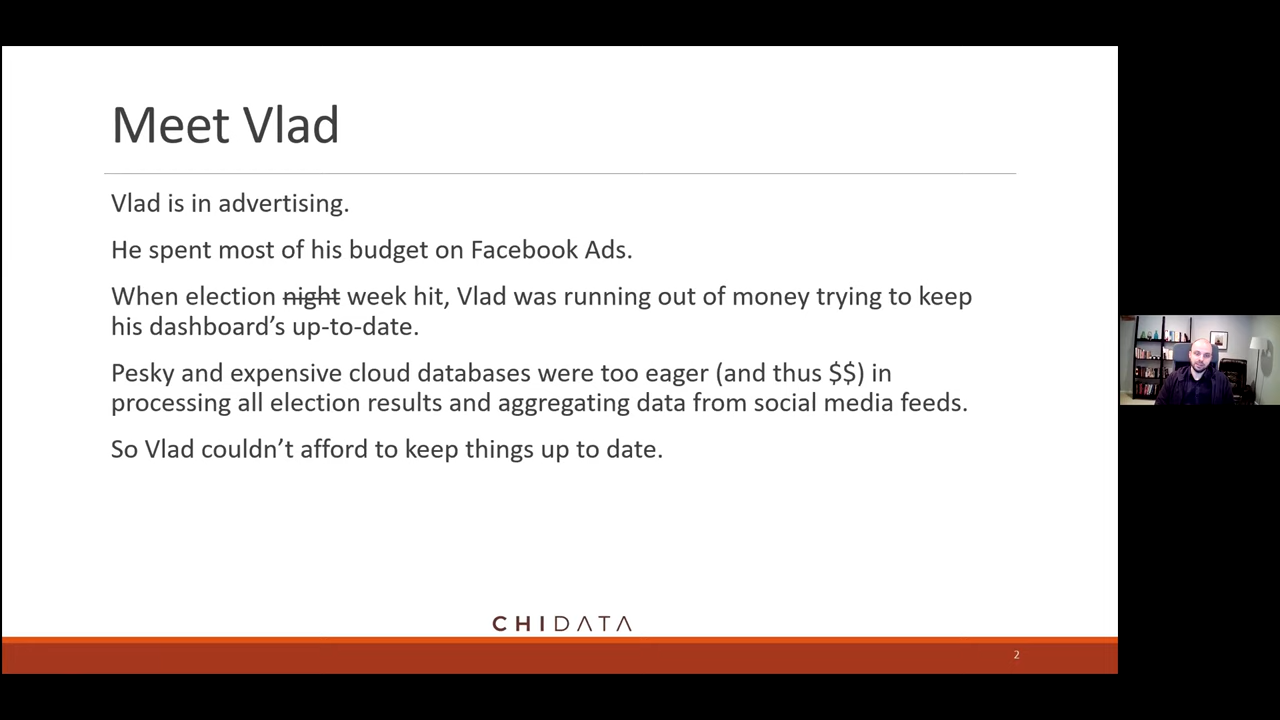 Meet Vlad
Vlad is in advertising.
He spent most of his budget on Facebook Ads.
When election night week hit, Vlad was running out of money trying to keep
his dashboard’s up-to-date.
Pesky and expensive cloud databases were too eager (and thus $$) in
processing all election results and aggregating data from social media feeds.
So Vlad couldn’t afford to keep things up to date.
CHIDATA
2